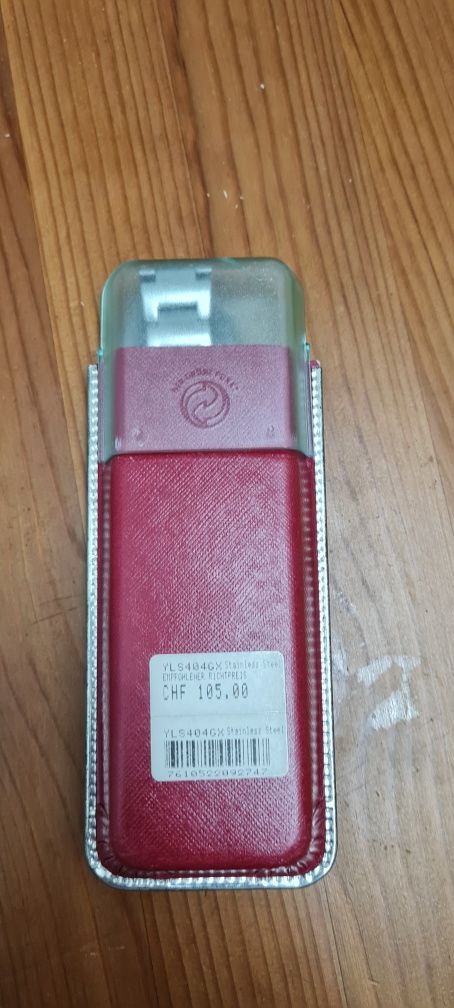 YLS404GX Stainless Steel
EMPFOHLENER RICHTPREIS
CHF 105.00
YLS404GX Stainless Steel
7610522092747